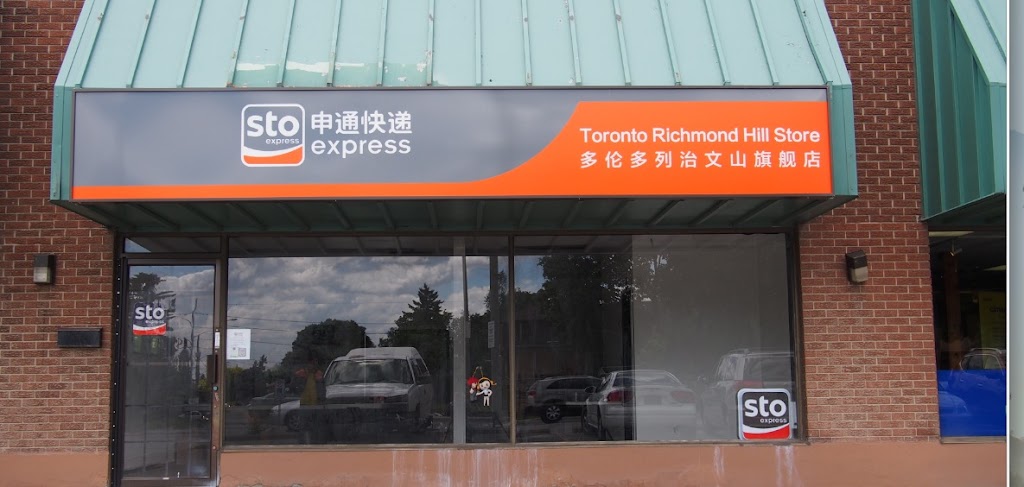 sto
express
申通快递
express
Toronto Richmond Hill Store
多伦多列治文山旗舰店
sto
express
sto
express